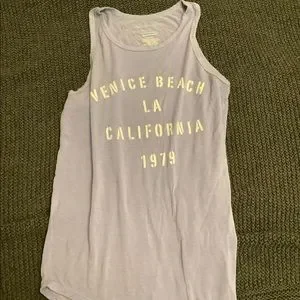 VENICE BEACH
LA
CALIFORNIA
1979